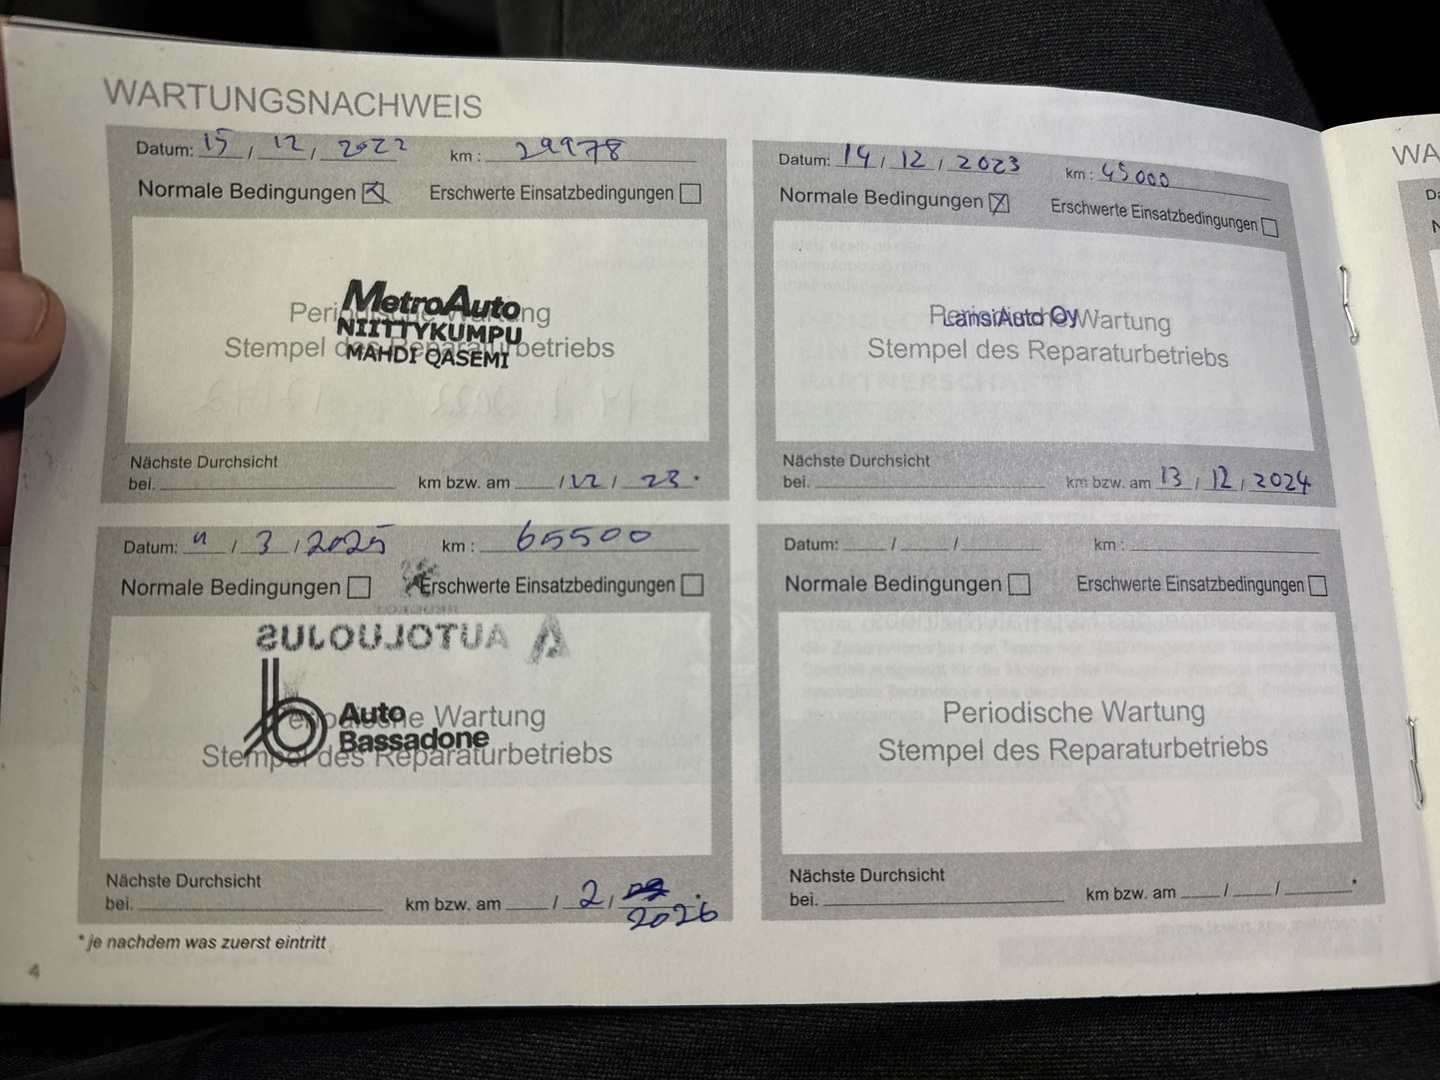 WARTUNGSNACHWEIS
Datum: 15 / 12 / 2022 km : 29978
Normale Bedingungen Erschwerte Einsatzbedingungen
MetroAuto
NIITTYKUMPU
MAHDI QASEMI
Periodische Wartung
Stempel des Reparaturbetriebs
Nächste Durchsicht
bei. km bzw. am / 12 / 23 .
Datum: 14 / 12 / 2023 km : 45000
Normale Bedingungen Erschwerte Einsatzbedingungen
LänsiAuto Oy
Periodische Wartung
Stempel des Reparaturbetriebs
Nächste Durchsicht
bei. km bzw. am 13 / 12 / 2024
Datum: / 3 / 2025 km : 65500
Normale Bedingungen Erschwerte Einsatzbedingungen
AUTOLUOLUS
Auto
Bassadone
Periodische Wartung
Stempel des Reparaturbetriebs
Nächste Durchsicht
bei. km bzw. am / 2 / 2026
Datum: / / km :
Normale Bedingungen Erschwerte Einsatzbedingungen
Periodische Wartung
Stempel des Reparaturbetriebs
Nächste Durchsicht
bei. km bzw. am / / *
* je nachdem was zuerst eintritt
4
WA